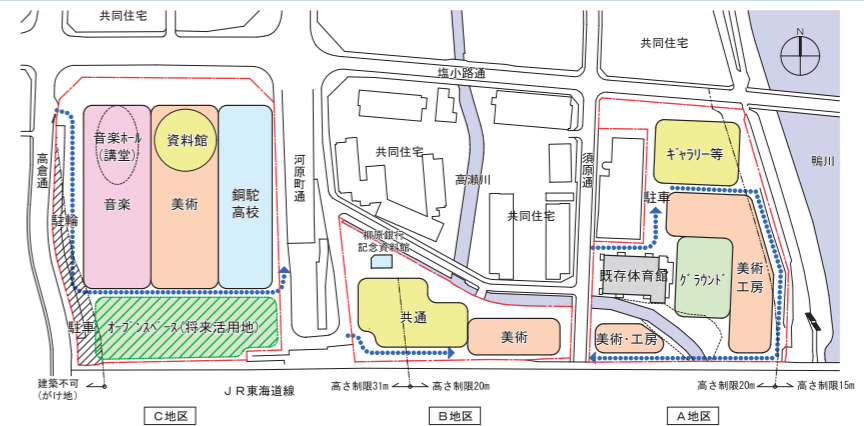 共同住宅
共同住宅
N
塩小路通
高倉通
音楽ホール
(講堂)
資料館
音楽
美術
銅駝
高校
駐輪
河原町通
共同住宅
高瀬川
共同住宅
須原通
ギャラリー等
鴨川
駐車
柳原銀行
記念資料館
既存体育館
グラウンド
美術
工房
駐車
オープンスペース(将来活用地)
共通
美術
美術・工房
建築不可
(がけ地)
JR東海道線
高さ制限31m
高さ制限20m
高さ制限20m
高さ制限15m
C地区
B地区
A地区